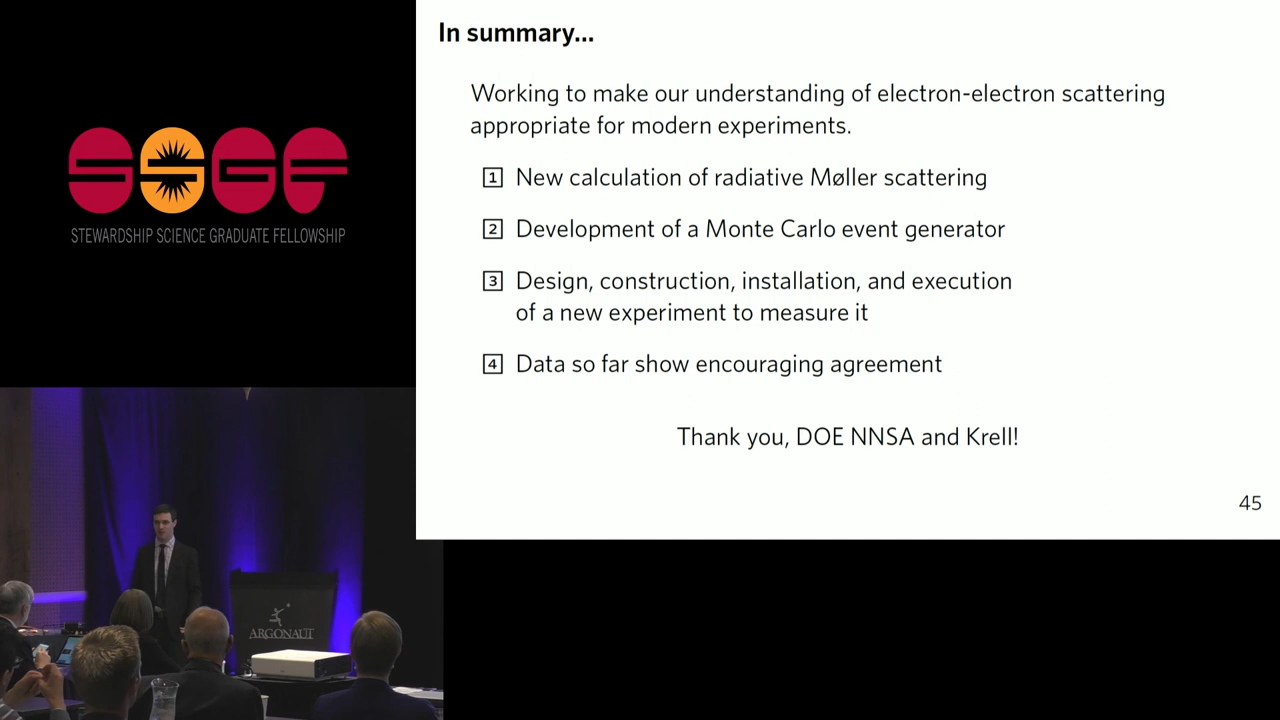 SSGF
STEWARDSHIP SCIENCE GRADUATE FELLOWSHIP
In summary...
Working to make our understanding of electron-electron scattering
appropriate for modern experiments.
1 New calculation of radiative Møller scattering
2 Development of a Monte Carlo event generator
3 Design, construction, installation, and execution
of a new experiment to measure it
4 Data so far show encouraging agreement
Thank you, DOE NNSA and Krell!
45
ARGONAUT